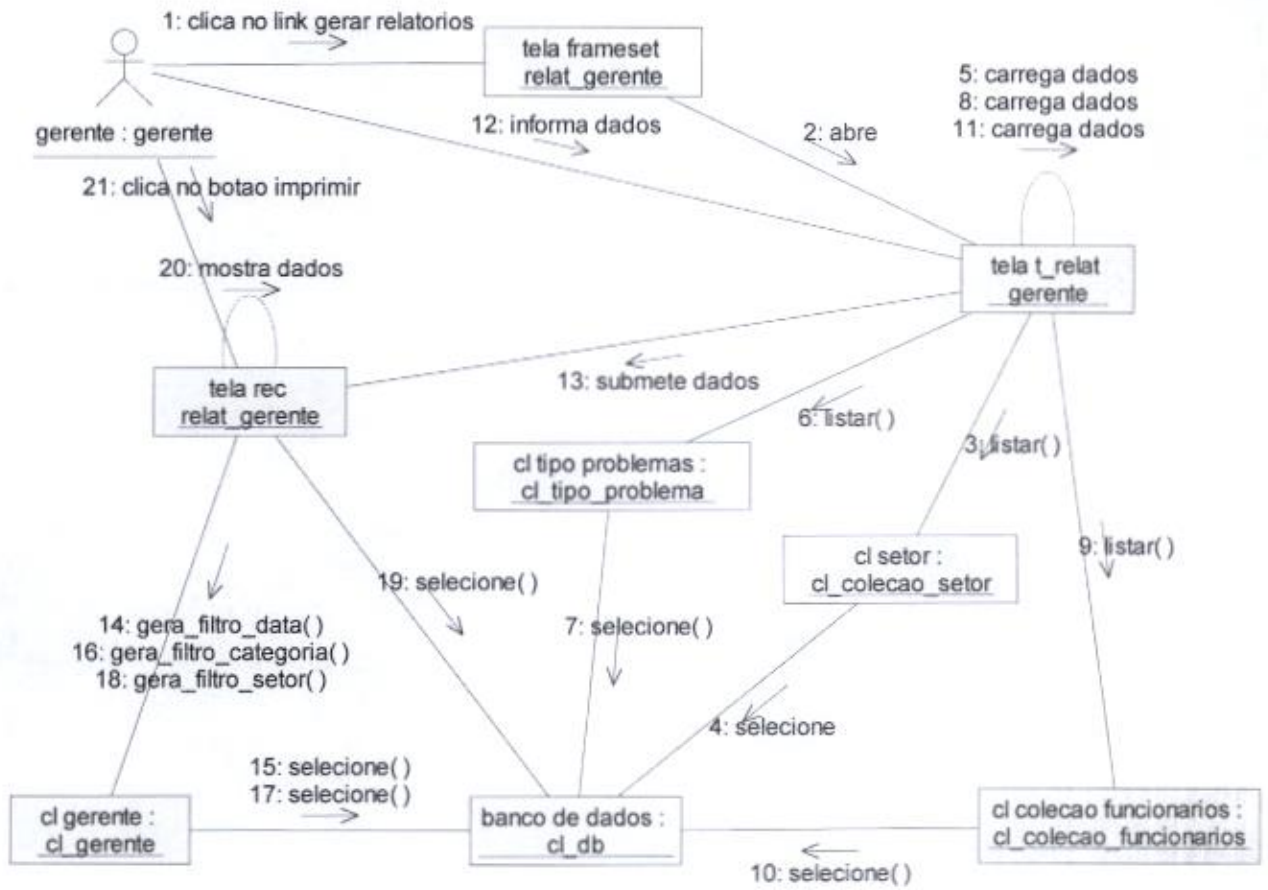 1: clica no link gerar relatorios
tela frameset
relat_gerente
5: carrega dados
8: carrega dados
11: carrega dados
gerente : gerente
12: informa dados
2: abre
21: clica no botao imprimir
20: mostra dados
tela t_relat
gerente
tela rec
relat_gerente
13: submete dados
6: listar( )
3: listar( )
cl tipo problemas :
cl_tipo_problema
cl setor :
cl_colecao_setor
9: listar( )
19: selecione( )
14: gera_filtro_data( )
16: gera_filtro_categoria( )
18: gera_filtro_setor( )
7: selecione( )
4: selecione
15: selecione( )
17: selecione( )
cl gerente :
cl_gerente
banco de dados :
cl_db
cl colecao funcionarios :
cl_colecao_funcionarios
10: selecione( )